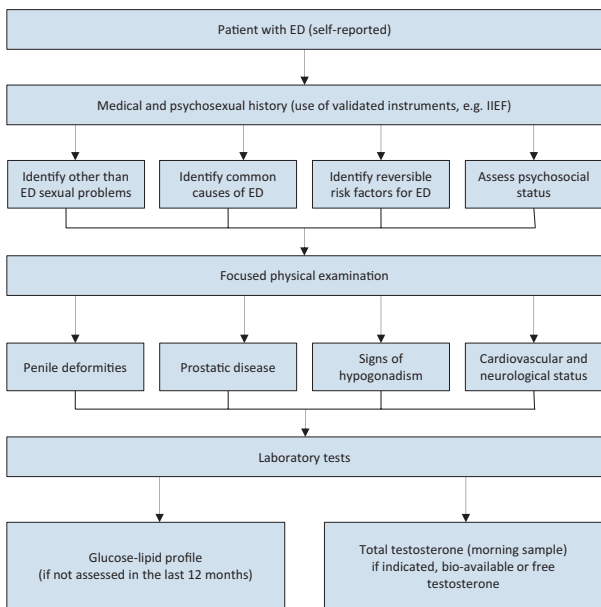 Patient with ED (self-reported)
Medical and psychosexual history (use of validated instruments, e.g. IIEF)
Identify other than
ED sexual problems
Identify common
causes of ED
Identify reversible
risk factors for ED
Assess psychosocial
status
Focused physical examination
Penile deformities
Prostatic disease
Signs of
hypogonadism
Cardiovascular and
neurological status
Laboratory tests
Glucose-lipid profile
(if not assessed in the last 12 months)
Total testosterone (morning sample)
if indicated, bio-available or free
testosterone